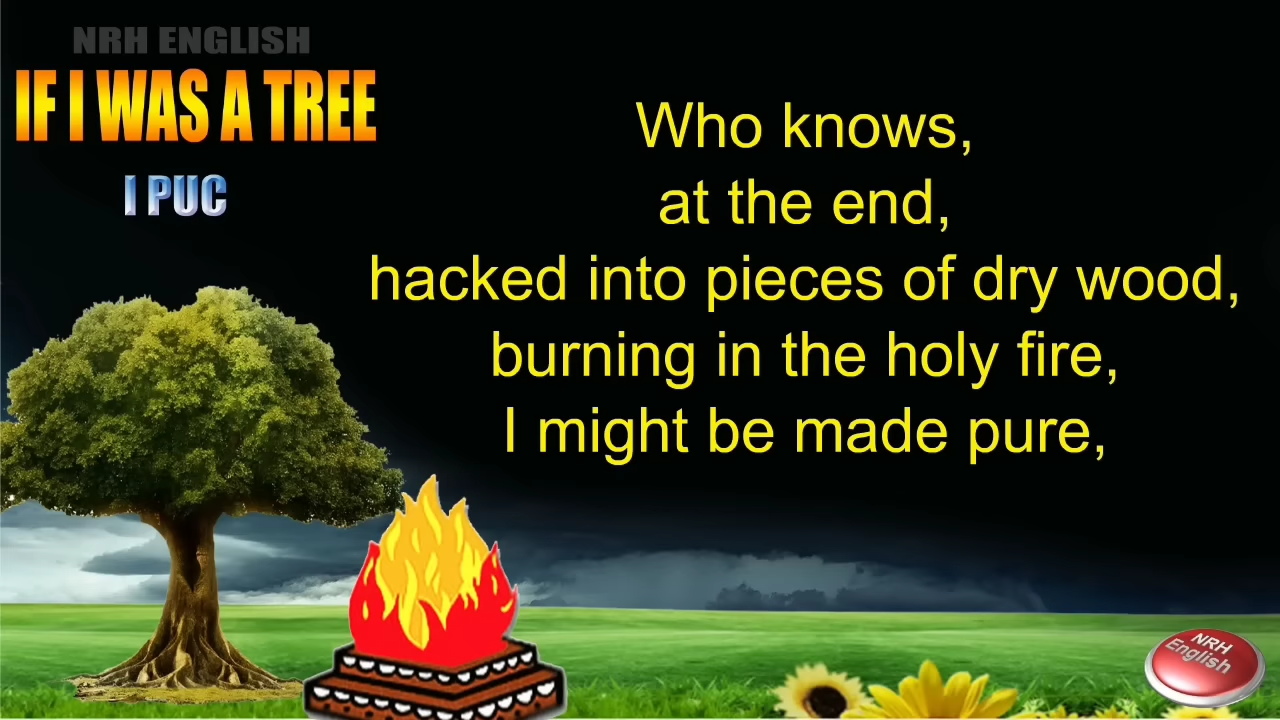 NRH ENGLISH
IF I WAS A TREE
I PUC
Who knows,
at the end,
hacked into pieces of dry wood,
burning in the holy fire,
I might be made pure,
NRH
English